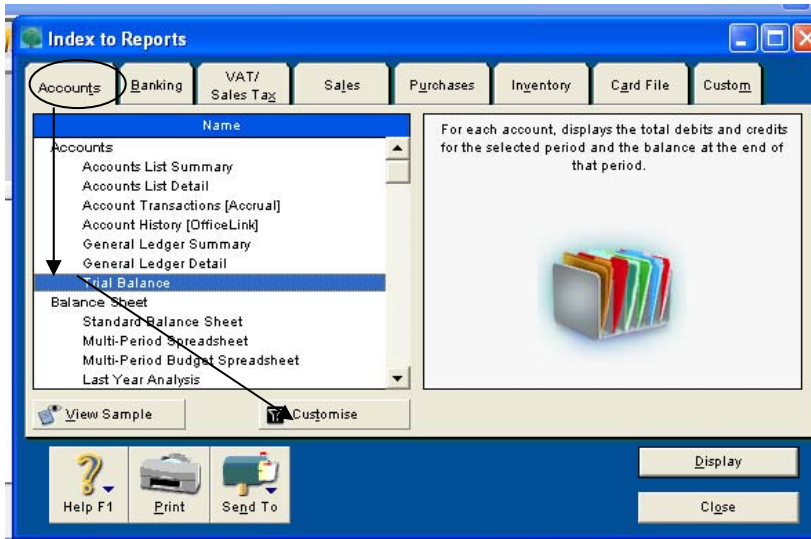 Index to Reports
Accounts
Banking
VAT/
Sales Tax
Sales
Purchases
Inventory
Card File
Custom
Name
Accounts
Accounts List Summary
Accounts List Detail
Account Transactions [Accrual]
Account History [OfficeLink]
General Ledger Summary
General Ledger Detail
Trial Balance
Balance Sheet
Standard Balance Sheet
Multi-Period Spreadsheet
Multi-Period Budget Spreadsheet
Last Year Analysis
For each account, displays the total debits and credits
for the selected period and the balance at the end of
that period.
View Sample
Customise
Help F1
Print
Send To
Display
Close